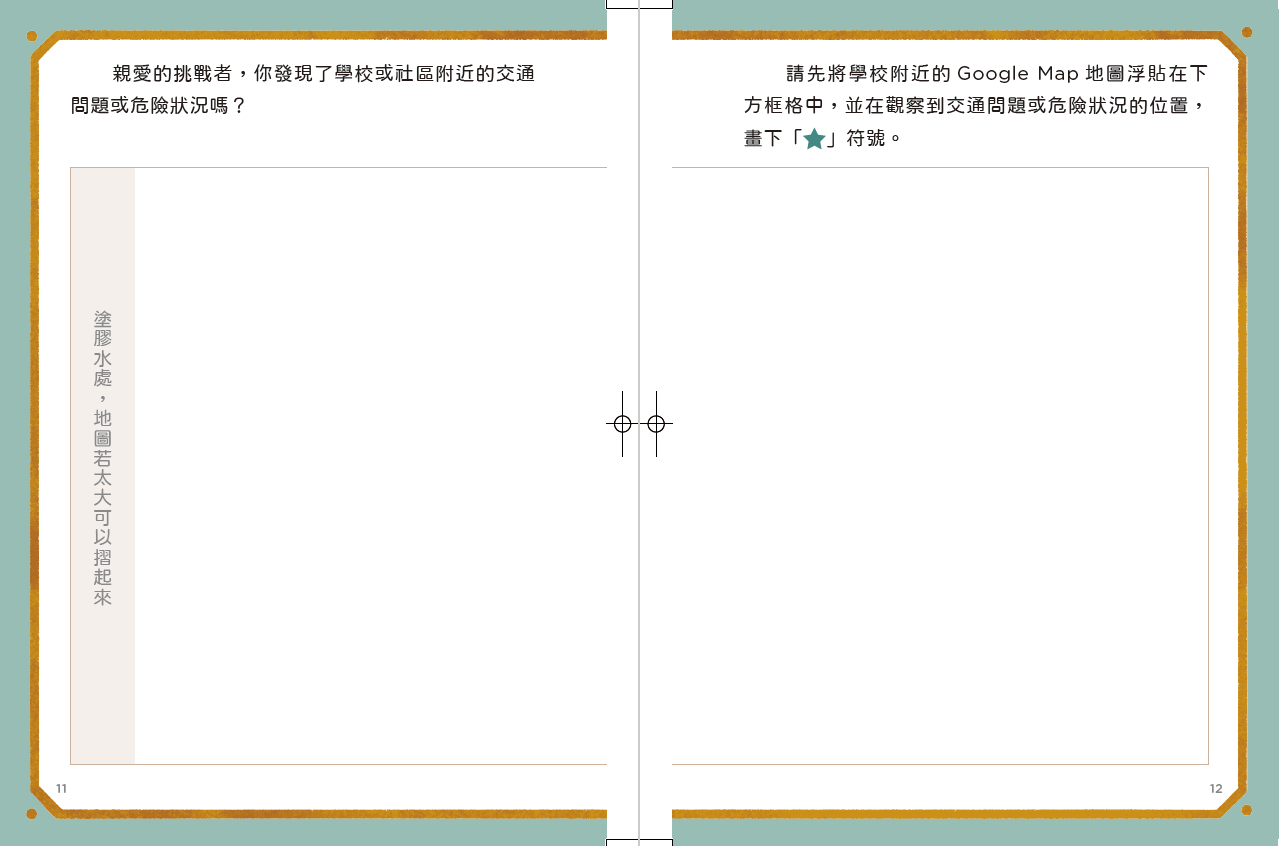 親愛的挑戰者，你發現了學校或社區附近的交通
問題或危險狀況嗎？
塗膠水處，地圖若太大可以摺起來
11
請先將學校附近的 Google Map 地圖浮貼在下
方框格中，並在觀察到交通問題或危險狀況的位置，
畫下「★」符號。
12